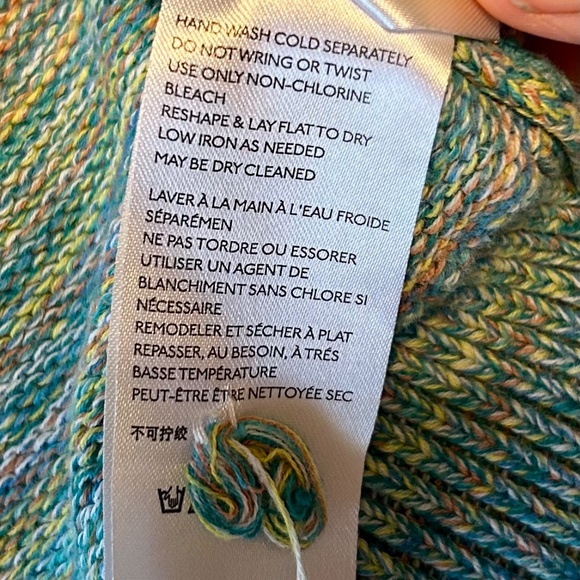 HAND WASH COLD SEPARATELY
DO NOT WRING OR TWIST
USE ONLY NON-CHLORINE
BLEACH
RESHAPE & LAY FLAT TO DRY
LOW IRON AS NEEDED
MAY BE DRY CLEANED
LAVER À LA MAIN À L'EAU FROIDE
SÉPARÉMEN
NE PAS TORDRE OU ESSORER
UTILISER UN AGENT DE
BLANCHIMENT SANS CHLORE SI
NÉCESSAIRE
REMODELER ET SÉCHER À PLAT
REPASSER, AU BESOIN, À TRÉS
BASSE TEMPÉRATURE
PEUT-ÊTRE ÊTRE NETTOYÉE SEC
不可拧绞